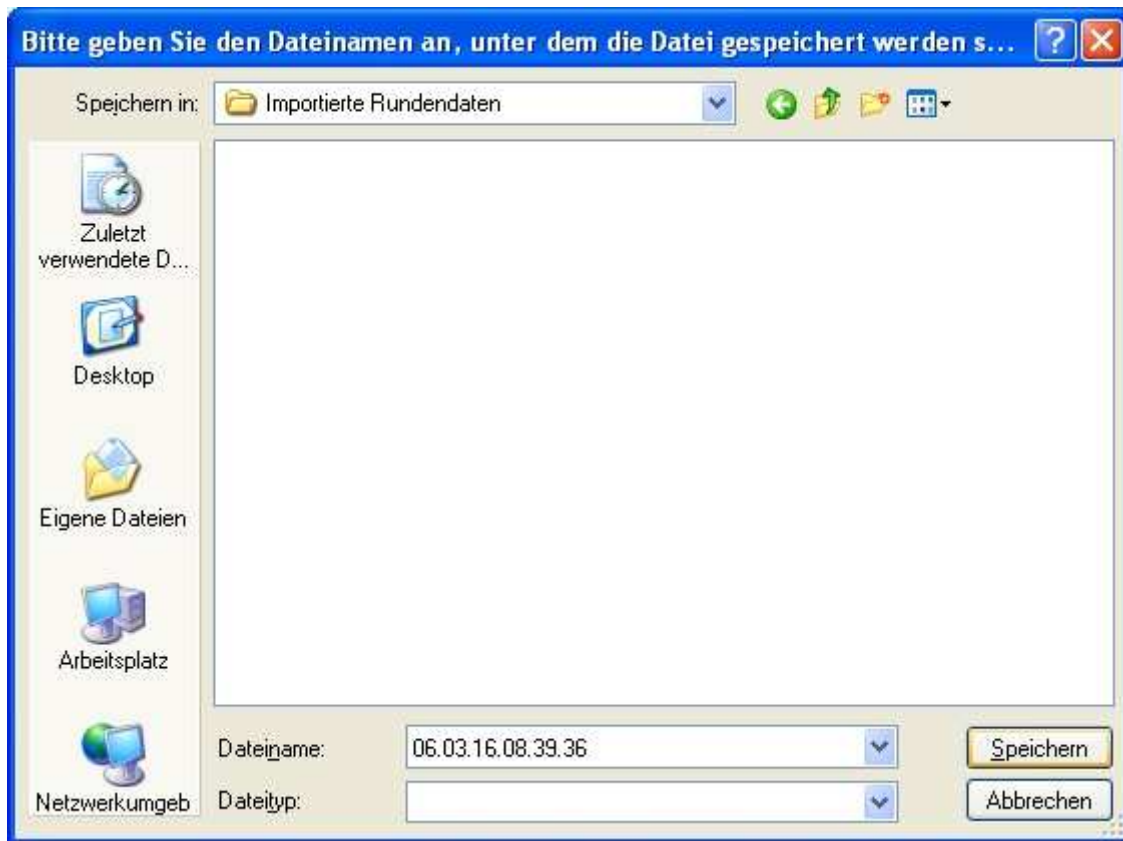 Bitte geben Sie den Dateinamen an, unter dem die Datei gespeichert werden s...
Speichern in:
Importierte Rundendaten
Zuletzt
verwendete D...
Desktop
Eigene Dateien
Arbeitsplatz
Netzwerkumgeb
Dateiname:
06.03.16.08.39.36
Speichern
Dateityp:
Abbrechen